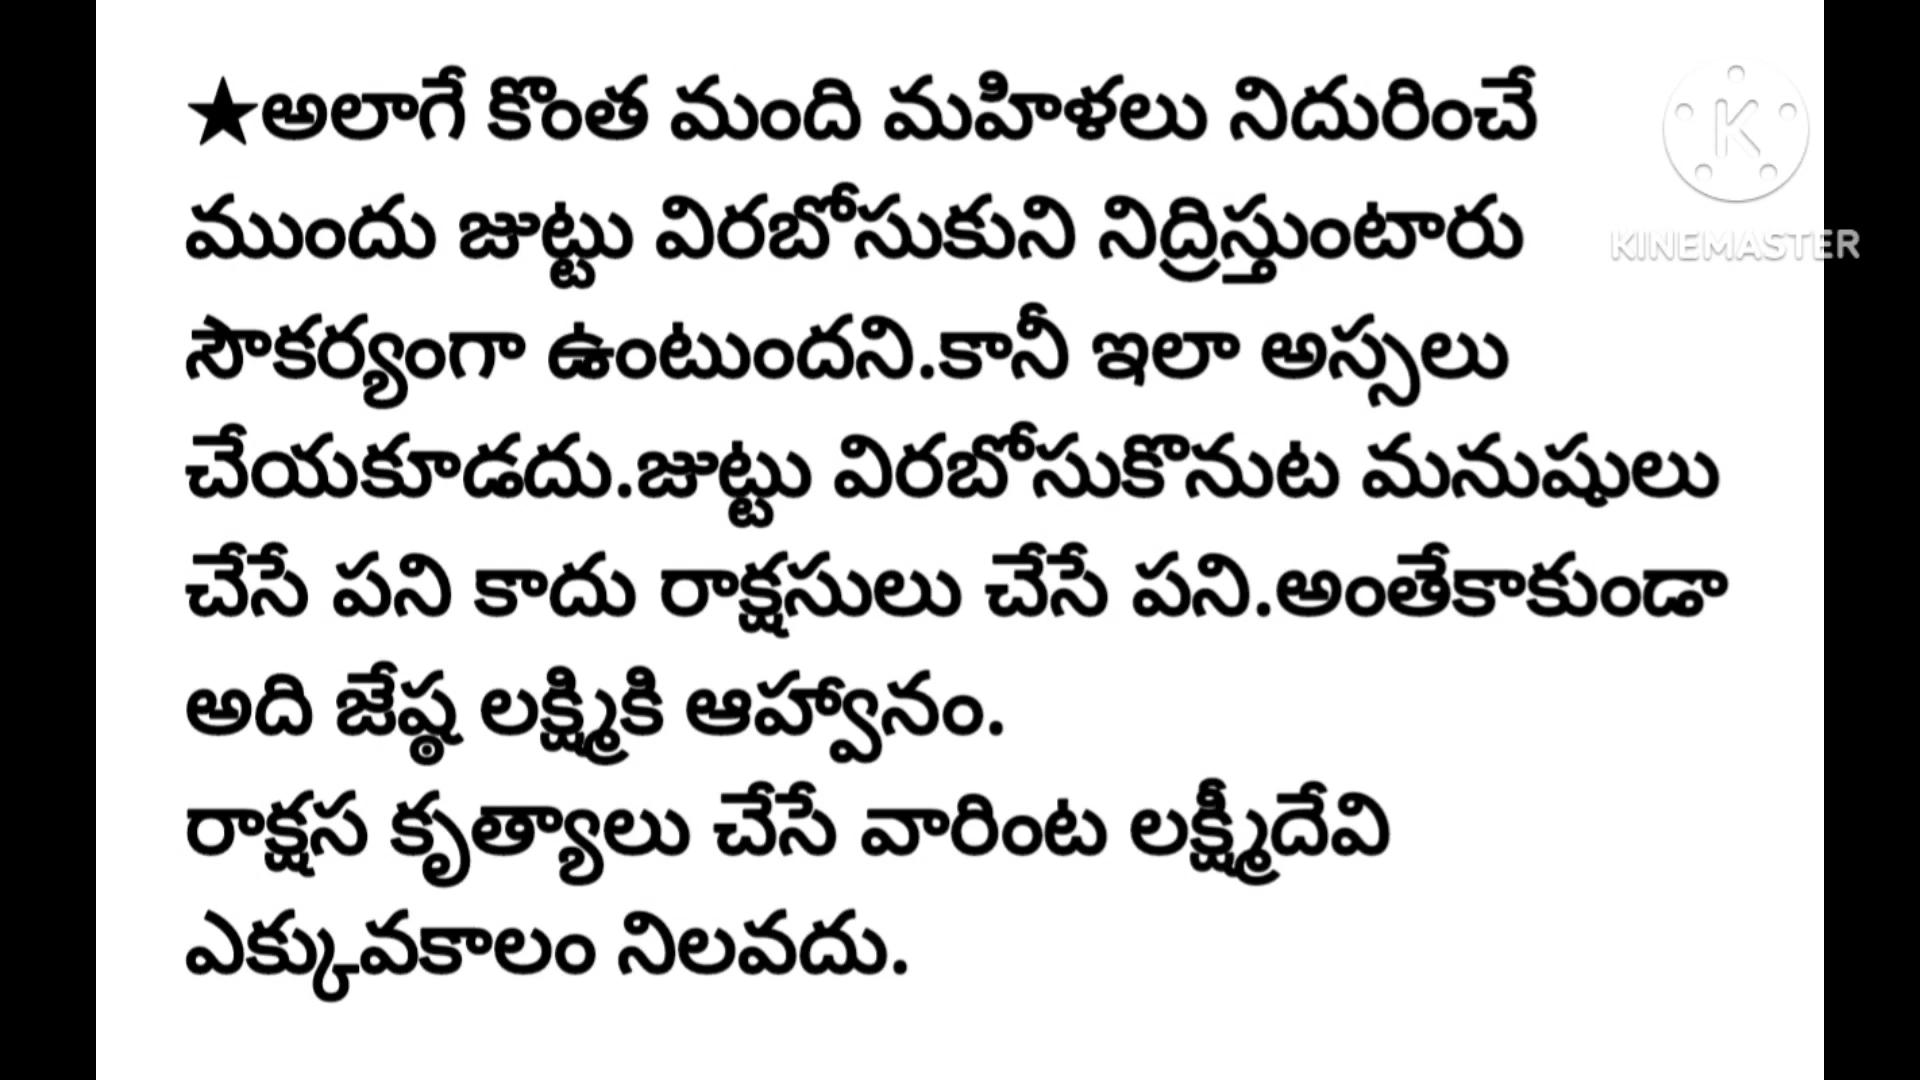 ★అలాగే కొంత మంది మహిళలు నిదురించే
ముందు జుట్టు విరబోసుకుని నిద్రిస్తుంటారు
సౌకర్యంగా ఉంటుందని.కానీ ఇలా అస్సలు
చేయకూడదు.జుట్టు విరబోసుకొనుట మనుషులు
చేసే పని కాదు రాక్షసులు చేసే పని.అంతేకాకుండా
అది జేష్ఠ లక్ష్మికి ఆహ్వానం.
రాక్షస కృత్యాలు చేసే వారింట లక్ష్మీదేవి
ఎక్కువకాలం నిలవదు.
K
KINEMASTER